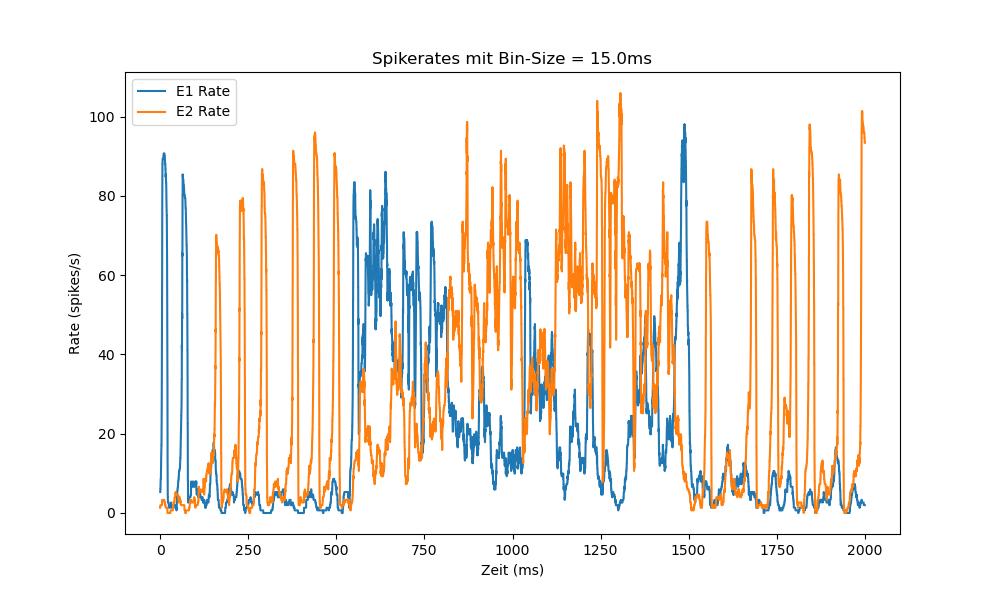 Spikerates mit Bin-Size = 15.0ms
E1 Rate
E2 Rate
100
80
60
40
20
0
Rate (spikes/s)
0 250 500 750 1000 1250 1500 1750 2000
Zeit (ms)